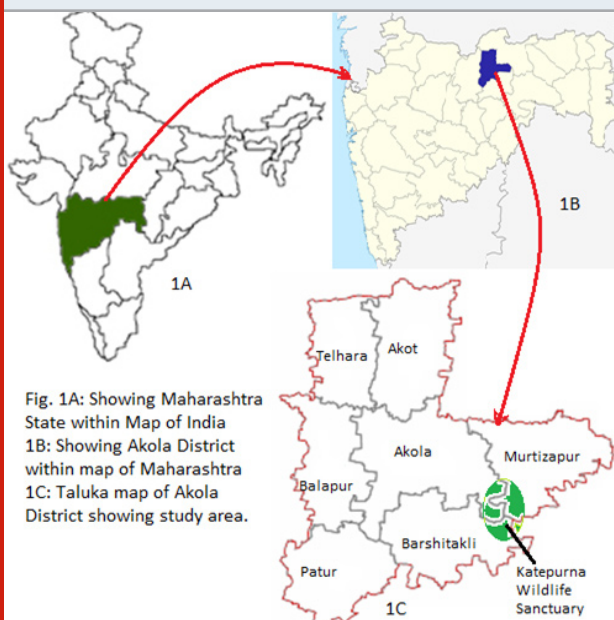 1A
1B
Telhara
Akot
Fig. 1A: Showing Maharashtra
State within Map of India
1B: Showing Akola District
within map of Maharashtra
1C: Taluka map of Akola
District showing study area.
Akola
Murtizapur
Balapur
Barshitakli
Patur
Katepurna
Wildlife
Sanctuary
1C